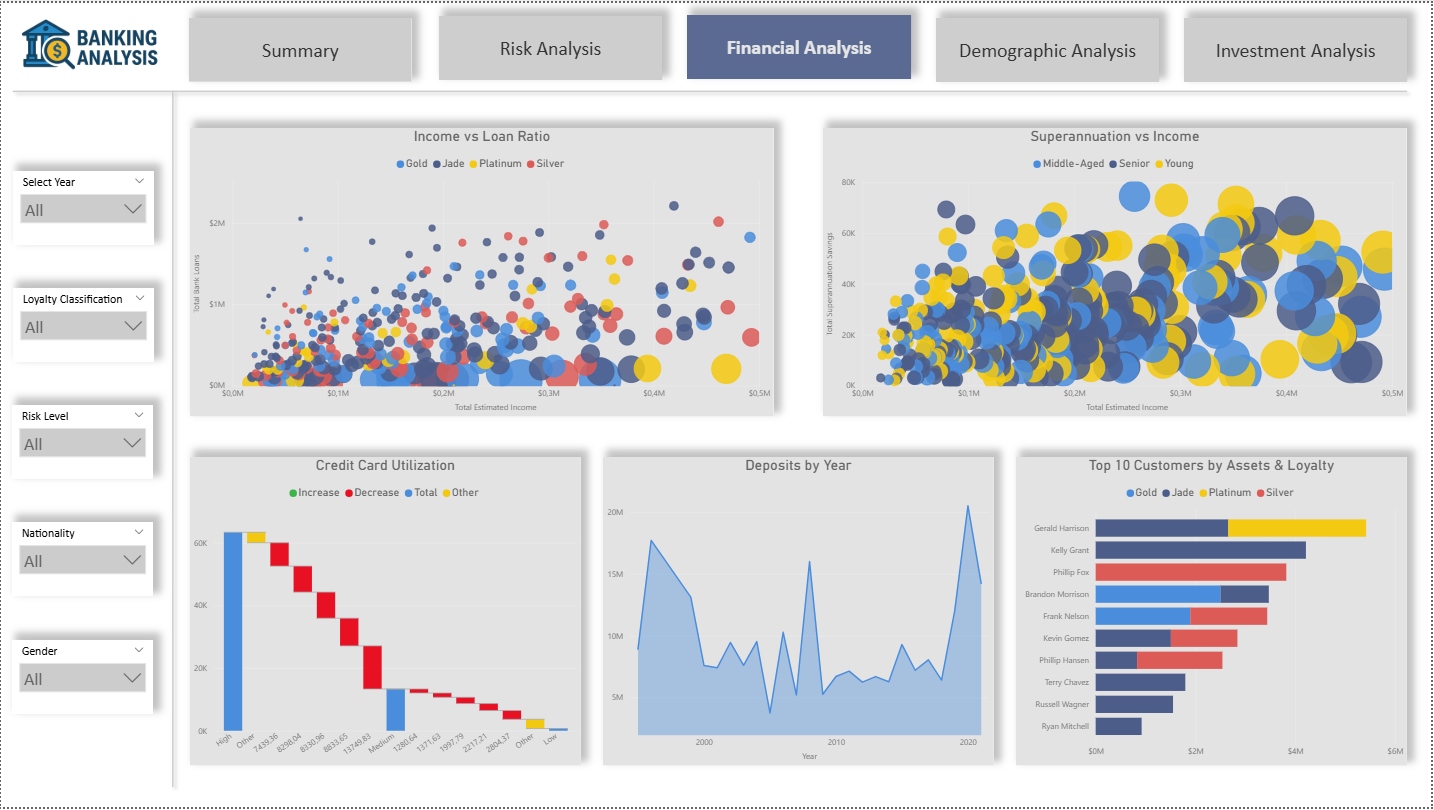 BANKING
ANALYSIS
Summary
Risk Analysis
Financial Analysis
Demographic Analysis
Investment Analysis
Select Year
All
Loyalty Classification
All
Risk Level
All
Nationality
All
Gender
All
Income vs Loan Ratio
Gold Jade Platinum Silver
Total Bank Loans
$2M
$1M
$0M
$0,0M $0,1M $0,2M $0,3M $0,4M $0,5M
Total Estimated Income
Superannuation vs Income
Middle-Aged Senior Young
Total Superannuation Savings
80K
60K
40K
20K
0K
$0,0M $0,1M $0,2M $0,3M $0,4M $0,5M
Total Estimated Income
Credit Card Utilization
Increase Decrease Total Other
60K
40K
20K
0K
High Other 7439,36 8298,04 8330,96 8833,65 13749,83 Medium 1280,64 1371,63 1997,79 2217,21 2804,37 Other Low
Deposits by Year
20M
15M
10M
5M
2000 2010 2020
Year
Top 10 Customers by Assets & Loyalty
Gold Jade Platinum Silver
Gerald Harrison
Kelly Grant
Phillip Fox
Brandon Morrison
Frank Nelson
Kevin Gomez
Phillip Hansen
Terry Chavez
Russell Wagner
Ryan Mitchell
$0M $2M $4M $6M